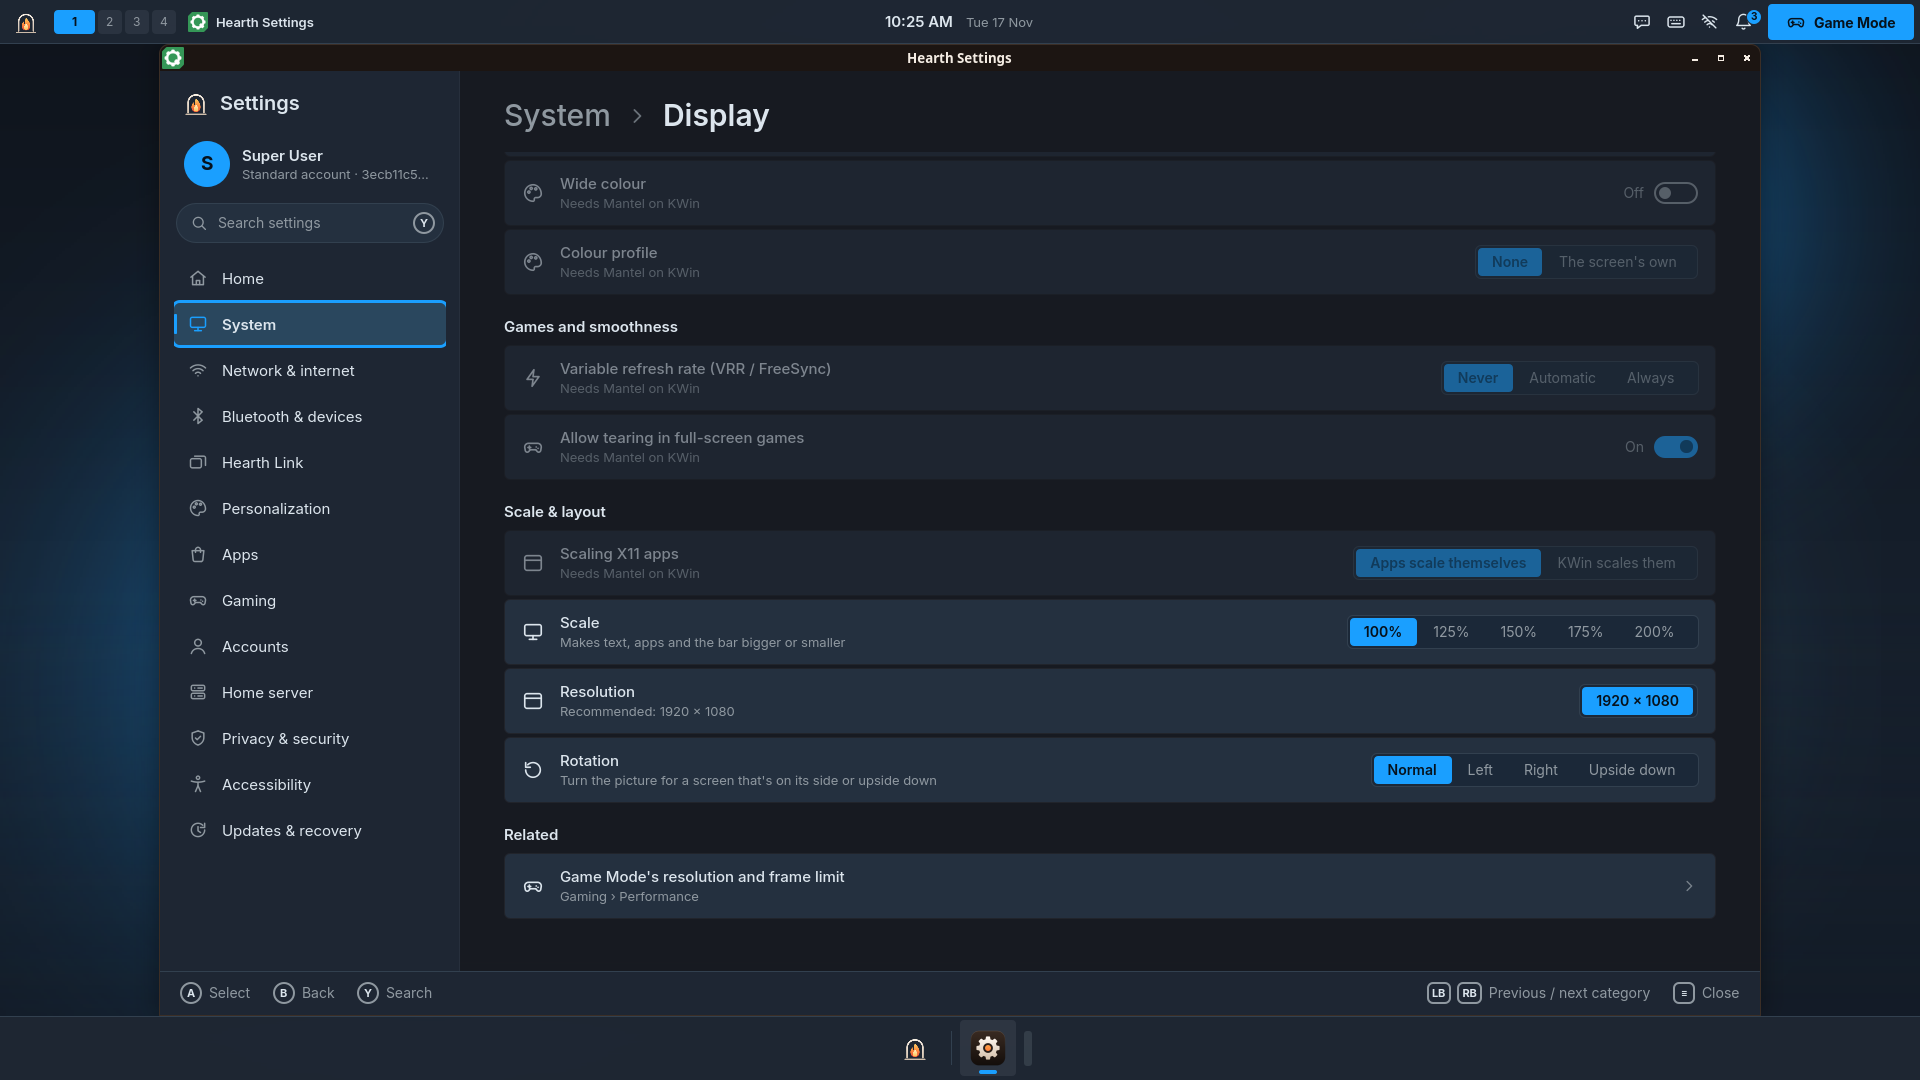 1 2 3 4 Hearth Settings
10:25 AM Tue 17 Nov
3
Game Mode
Hearth Settings
Settings
S
Super User
Standard account · 3ecb11c5...
Search settings
Y
Home
System
Network & internet
Bluetooth & devices
Hearth Link
Personalization
Apps
Gaming
Accounts
Home server
Privacy & security
Accessibility
Updates & recovery
System > Display
Wide colour
Needs Mantel on KWin
Off
Colour profile
Needs Mantel on KWin
None The screen's own
Games and smoothness
Variable refresh rate (VRR / FreeSync)
Needs Mantel on KWin
Never Automatic Always
Allow tearing in full-screen games
Needs Mantel on KWin
On
Scale & layout
Scaling X11 apps
Needs Mantel on KWin
Apps scale themselves KWin scales them
Scale
Makes text, apps and the bar bigger or smaller
100% 125% 150% 175% 200%
Resolution
Recommended: 1920 × 1080
1920 × 1080
Rotation
Turn the picture for a screen that's on its side or upside down
Normal Left Right Upside down
Related
Game Mode's resolution and frame limit
Gaming › Performance
A Select B Back Y Search
LB RB Previous / next category Close